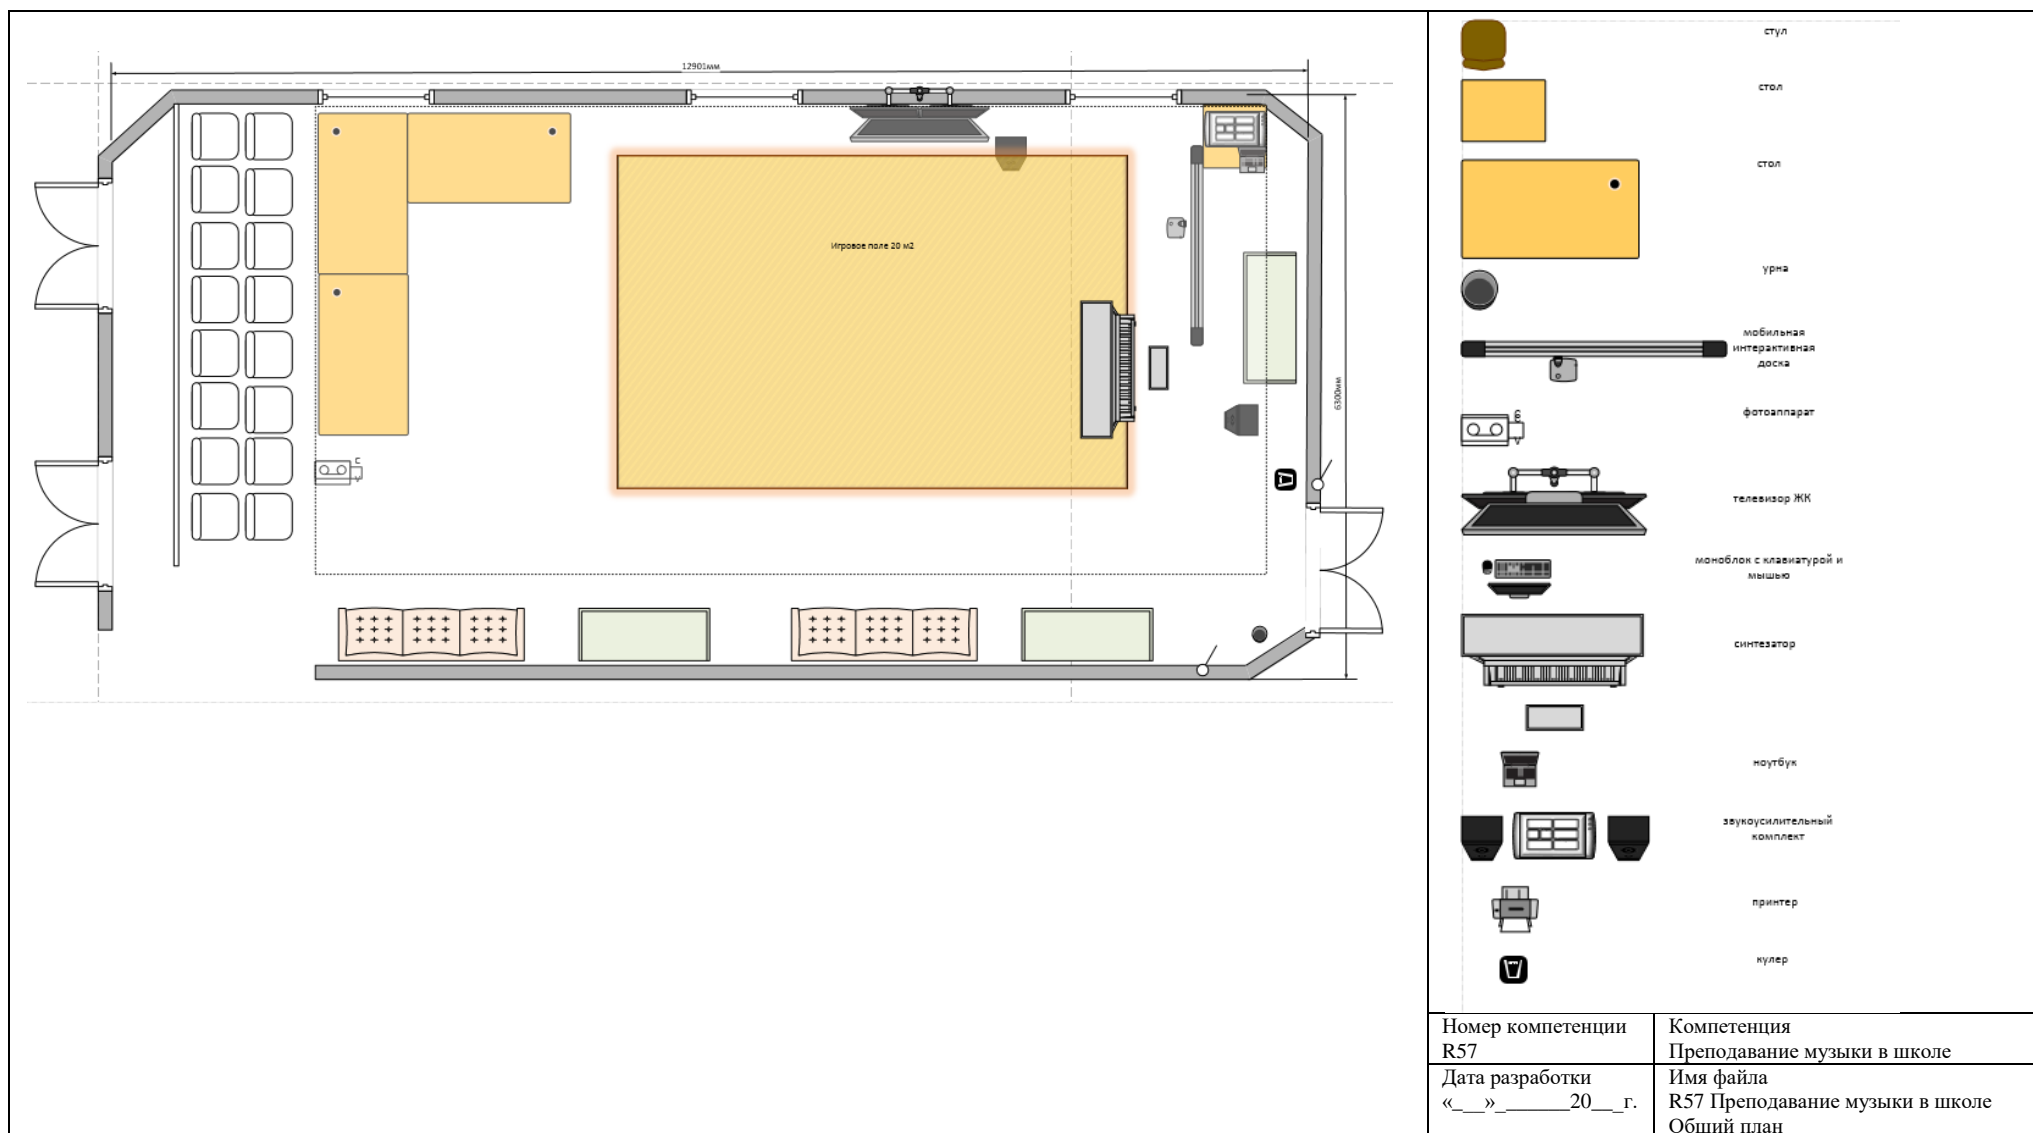 12901мм
Игровое поле 20 м2
6300мм
стул
стол
стол
урна
мобильная
интерактивная
доска
фотоаппарат
телевизор ЖК
моноблок с клавиатурой и
мышью
синтезатор
ноутбук
звукоусилительный
комплект
принтер
кулер
Номер компетенции
R57
Компетенция
Преподавание музыки в школе
Дата разработки
«___»________20___г.
Имя файла
R57 Преподавание музыки в школе
Общий план